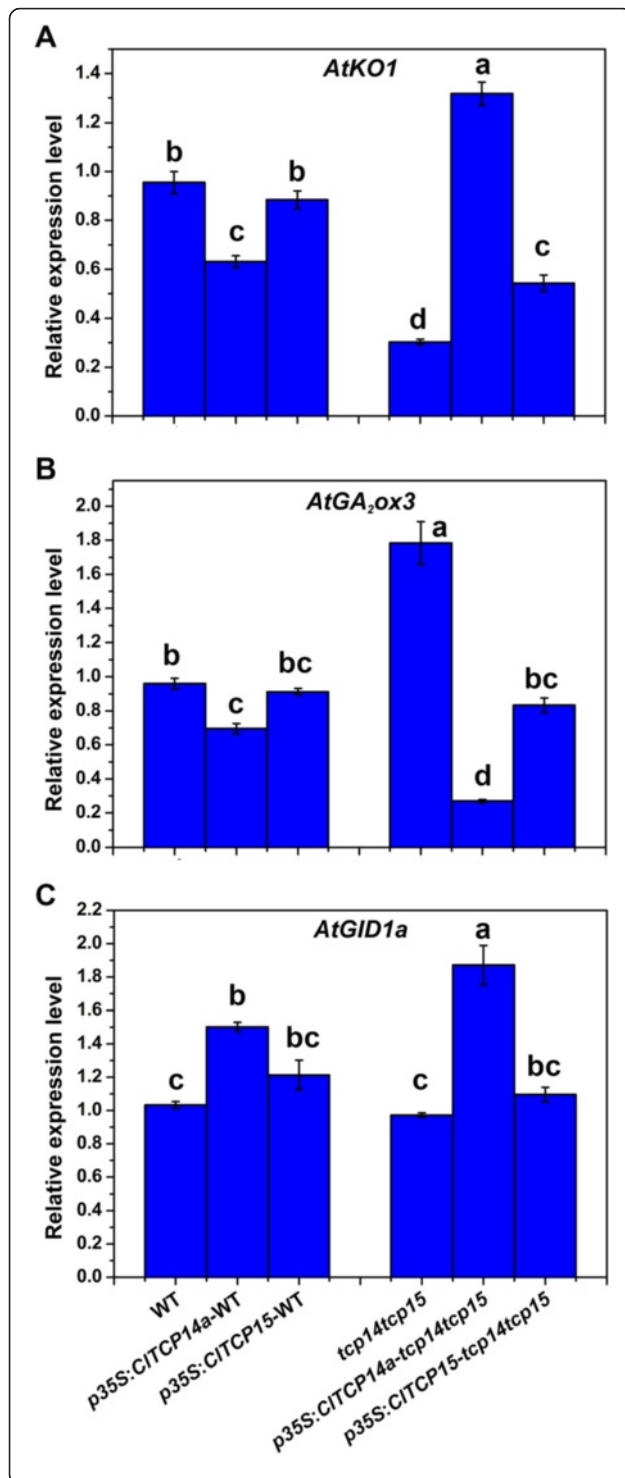 A
AtKO1
Relative expression level
1.4
1.2
1.0
0.8
0.6
0.4
0.2
0.0
b
c
b
d
a
c
B
AtGA2ox3
Relative expression level
2.0
1.8
1.6
1.4
1.2
1.0
0.8
0.6
0.4
0.2
0.0
b
c
bc
a
d
bc
C
AtGID1a
Relative expression level
2.2
2.0
1.8
1.6
1.4
1.2
1.0
0.8
0.6
0.4
0.2
0.0
c
b
bc
c
a
bc
WT
p35S:ClTCP14a-WT
p35S:ClTCP15-WT
tcp14tcp15
p35S:ClTCP14a-tcp14tcp15
p35S:ClTCP15-tcp14tcp15